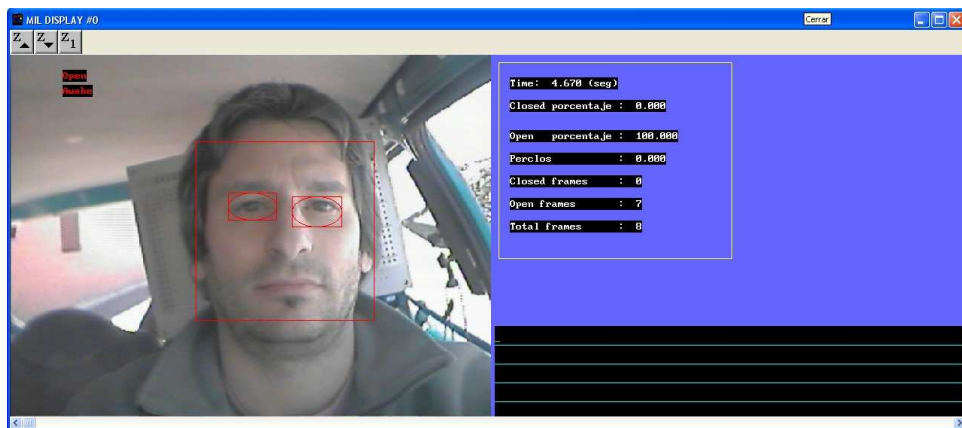 MIL DISPLAY #0
Cerrar
Z Z Z1
Open
Awake
Time: 4.670 (seg)
Closed porcentaje : 0.000
Open porcentaje : 100.000
Perclos : 0.000
Closed frames : 0
Open frames : 7
Total frames : 8